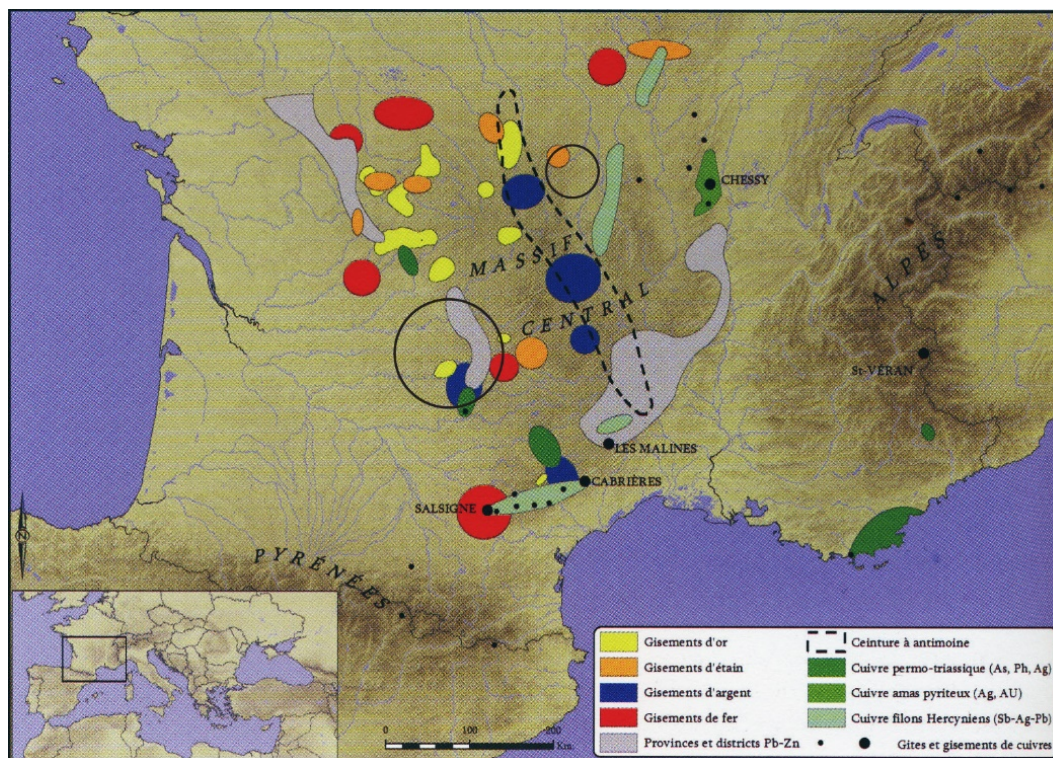 CHESSY
MASSIF
CENTRAL
ALPES
St-VÉRAN
LES MALINES
CABRIÈRES
SALSIGNE
PYRÉNÉES
Gisements d'or
Gisements d'étain
Gisements d'argent
Gisements de fer
Provinces et districts Pb-Zn
Ceinture à antimoine
Cuivre permo-triassique (As, Ph, Ag)
Cuivre amas pyriteux (Ag, AU)
Cuivre filons Hercyniens (Sb-Ag-Pb)
Gites et gisements de cuivres
0 100 200
Km.